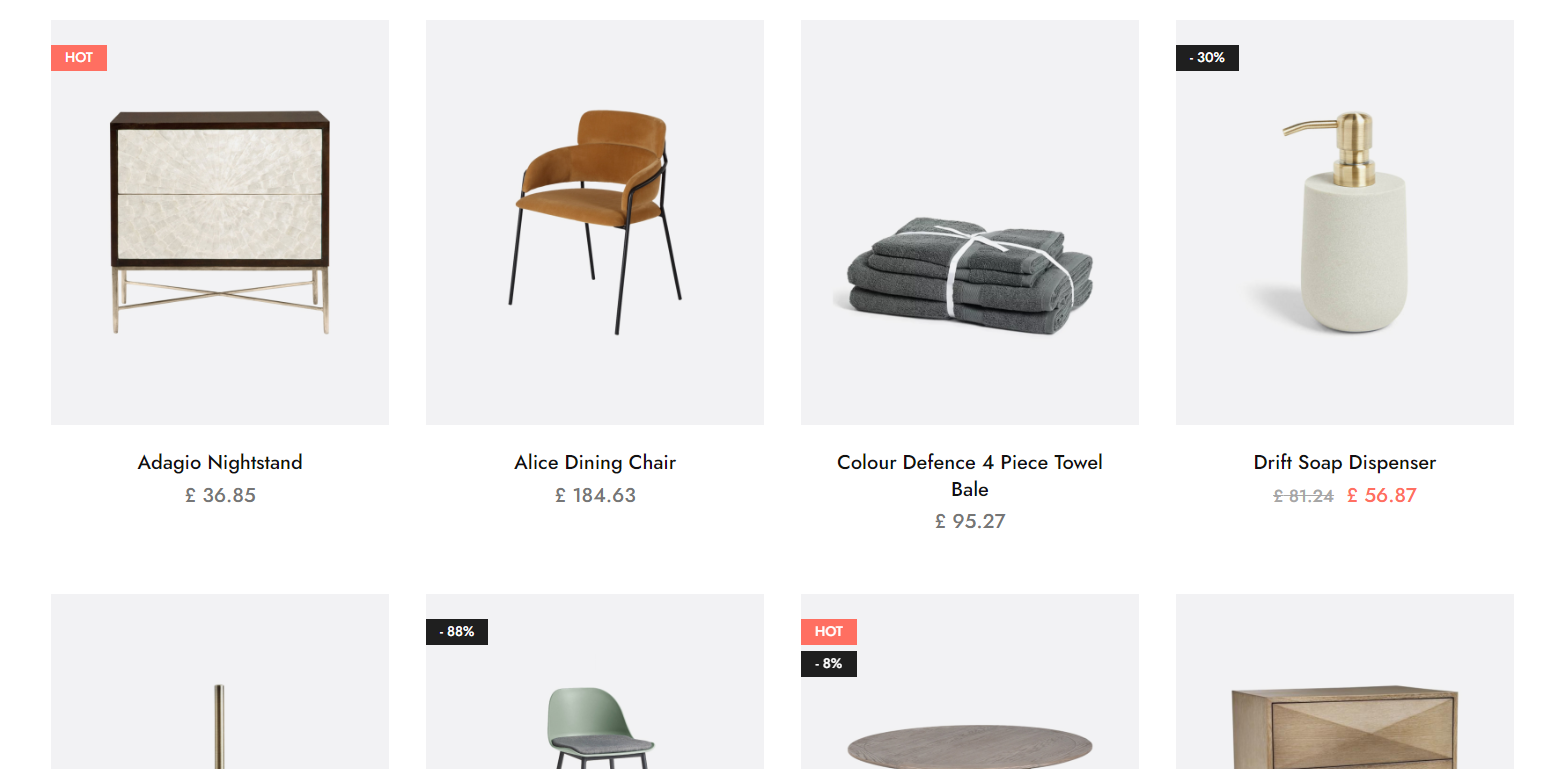 HOT
- 30%
Adagio Nightstand
£ 36.85
Alice Dining Chair
£ 184.63
Colour Defence 4 Piece Towel
Bale
£ 95.27
Drift Soap Dispenser
£ 81.24 £ 56.87
- 88%
HOT
- 8%